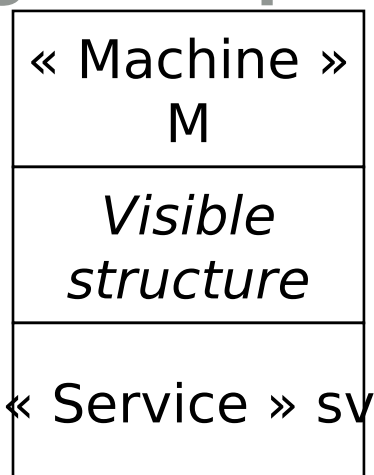 « Machine »
M
Visible
structure
« Service » sv